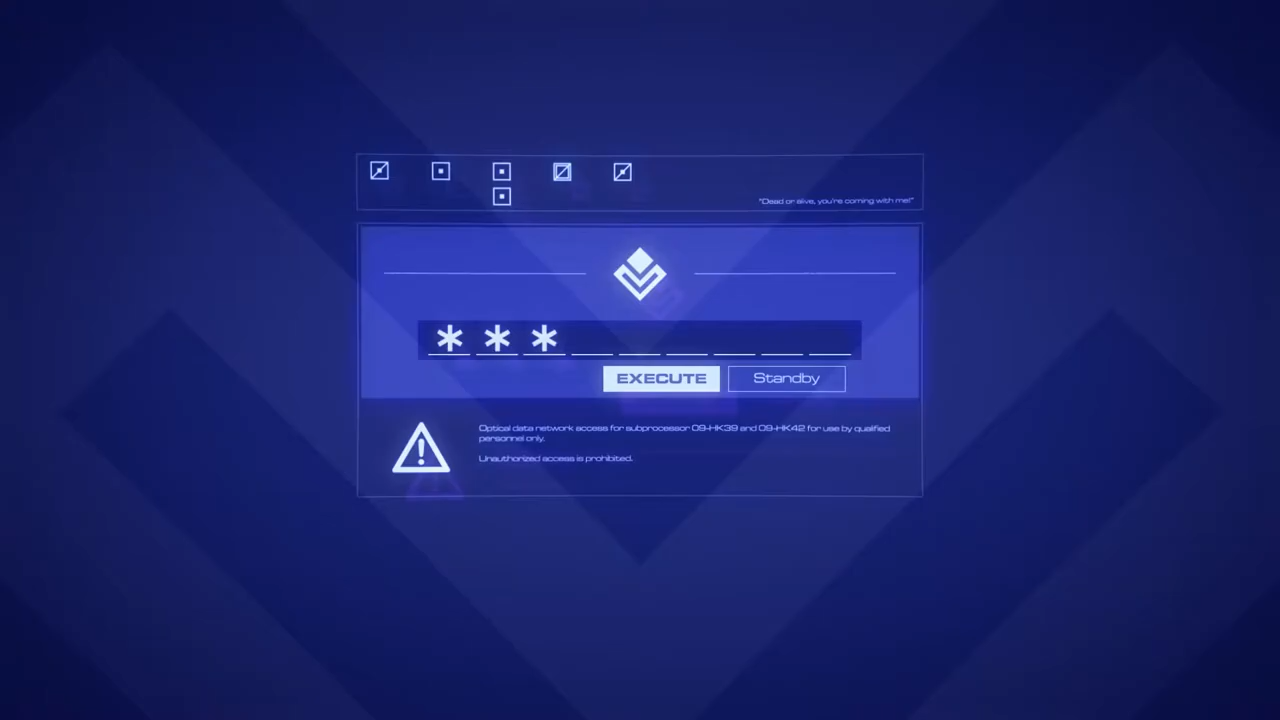 "Dead or alive, you're coming with me!"
* * *
EXECUTE Standby
Optical data network access for subprocessor 09-HK39 and 09-HK42 for use by qualified
personnel only.
Unauthorized access is prohibited.